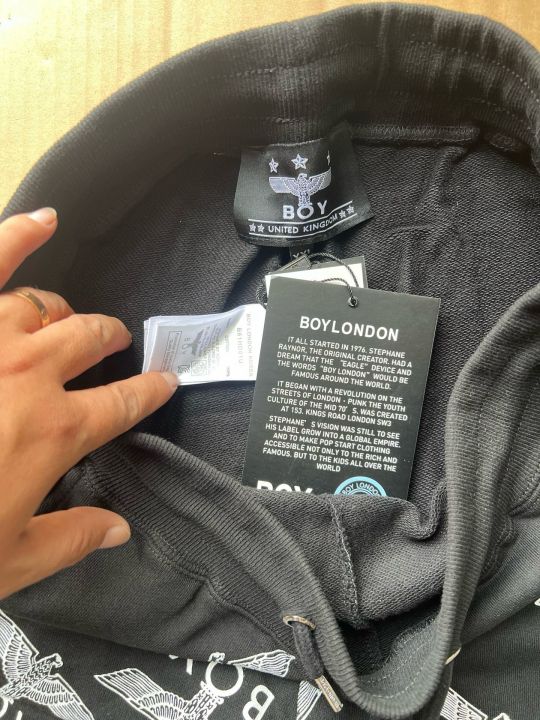 BOY
★★ UNITED KINGDOM ★★
XXL
BOYLONDON
IT ALL STARTED IN 1976. STEPHANE
RAYNOR, THE ORIGINAL CREATOR. HAD A
DREAM THAT THE "EAGLE" DEVICE AND
THE WORDS "BOY LONDON" WOULD BE
FAMOUS AROUND THE WORLD.
IT BEGAN WITH A REVOLUTION ON THE
STREETS OF LONDON - PUNK THE YOUTH
CULTURE OF THE MID 70' S. WAS CREATED
AT 153. KINGS ROAD LONDON SW3
STEPHANE' S VISION WAS STILL TO SEE
HIS LABEL GROW INTO A GLOBAL EMPIRE.
AND TO MAKE POP START CLOTHING
ACCESSIBLE NOT ONLY TO THE RICH AND
FAMOUS. BUT TO THE KIDS ALL OVER THE
WORLD
BOY
BOY LONDON
BOY LONDON
BOY